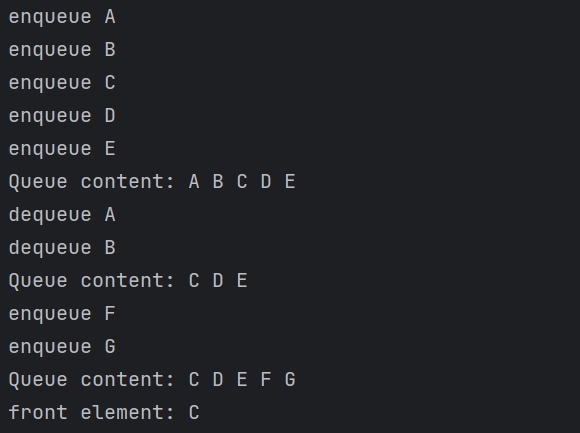 enqueue A
enqueue B
enqueue C
enqueue D
enqueue E
Queue content: A B C D E
dequeue A
dequeue B
Queue content: C D E
enqueue F
enqueue G
Queue content: C D E F G
front element: C